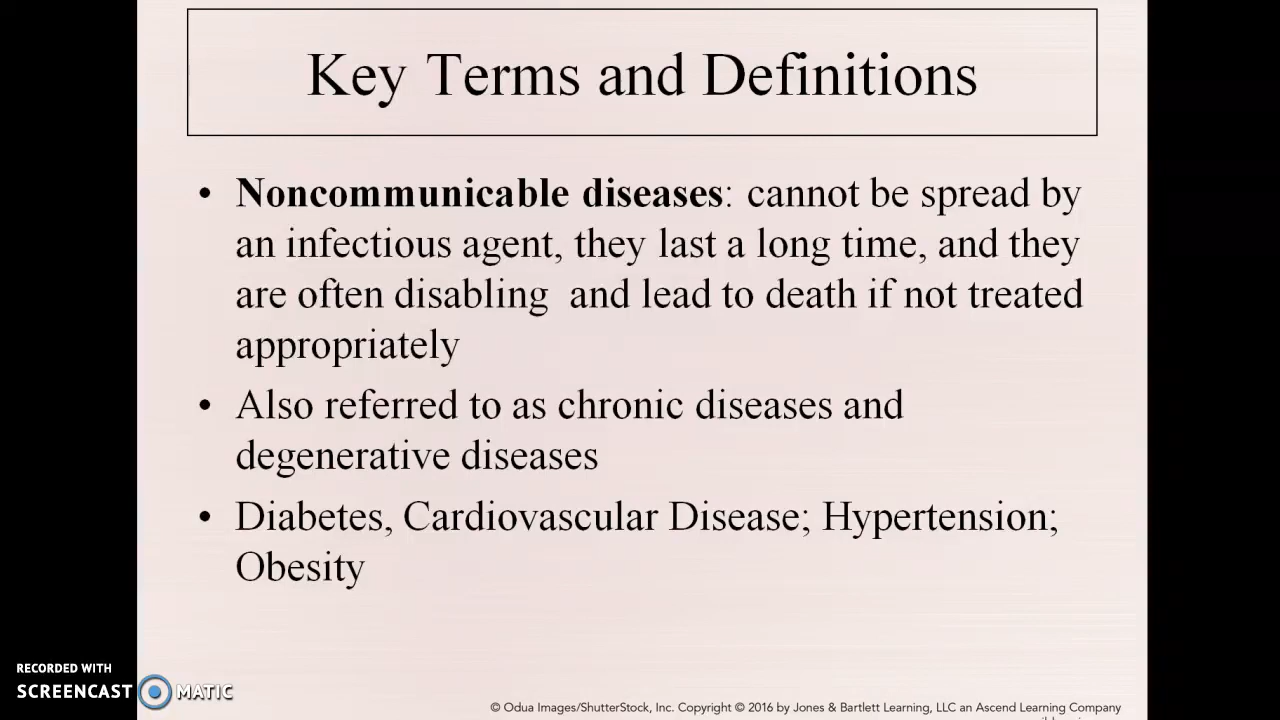 Key Terms and Definitions
• Noncommunicable diseases: cannot be spread by
an infectious agent, they last a long time, and they
are often disabling  and lead to death if not treated
appropriately
• Also referred to as chronic diseases and
degenerative diseases
• Diabetes, Cardiovascular Disease; Hypertension;
Obesity
RECORDED WITH
SCREENCAST MATIC
© Odua Images/ShutterStock, Inc. Copyright © 2016 by Jones & Bartlett Learning, LLC an Ascend Learning Company